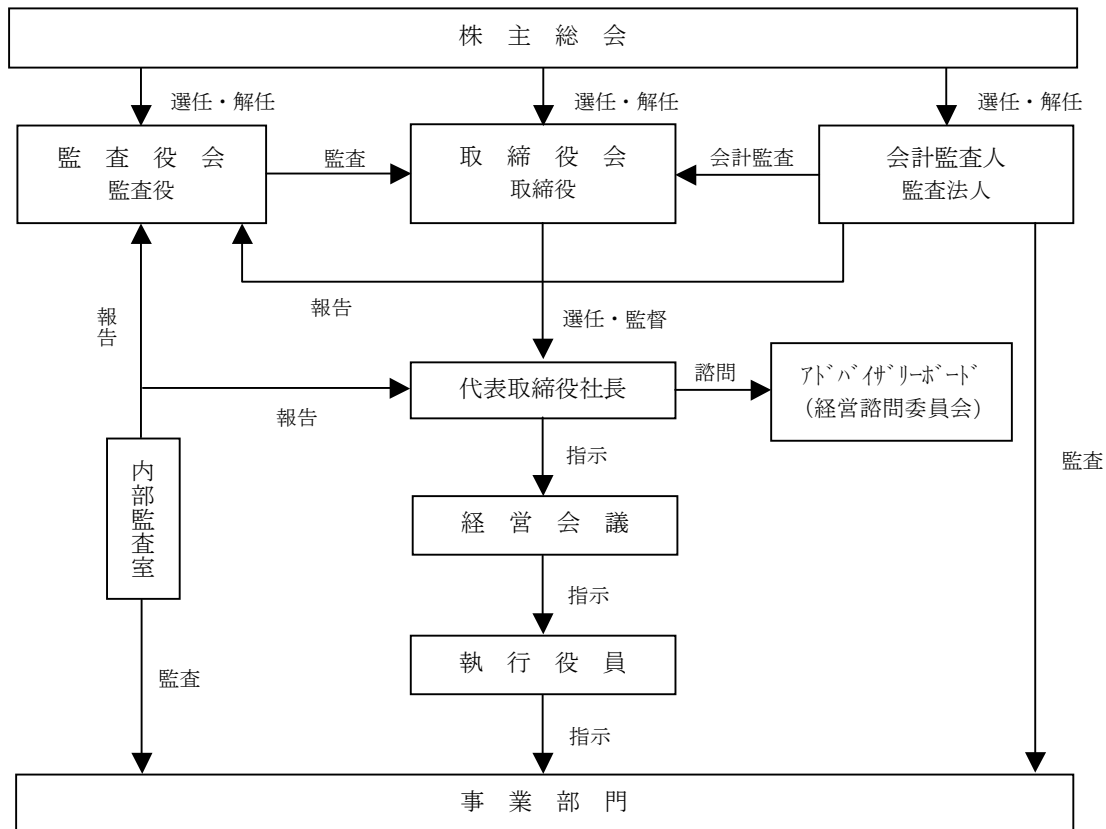 株　主　総　会
選任・解任
選任・解任
選任・解任
監　査　役　会
監査役
監査
取　締　役　会
取締役
会計監査
会計監査人
監査法人
報告
報告
選任・監督
代表取締役社長
諮問
ｱﾄﾞﾊﾞｲｻﾞﾘｰﾎﾞｰﾄﾞ
（経営諮問委員会）
報告
指示
監査
内部監査室
経　営　会　議
指示
執　行　役　員
監査
指示
事　業　部　門